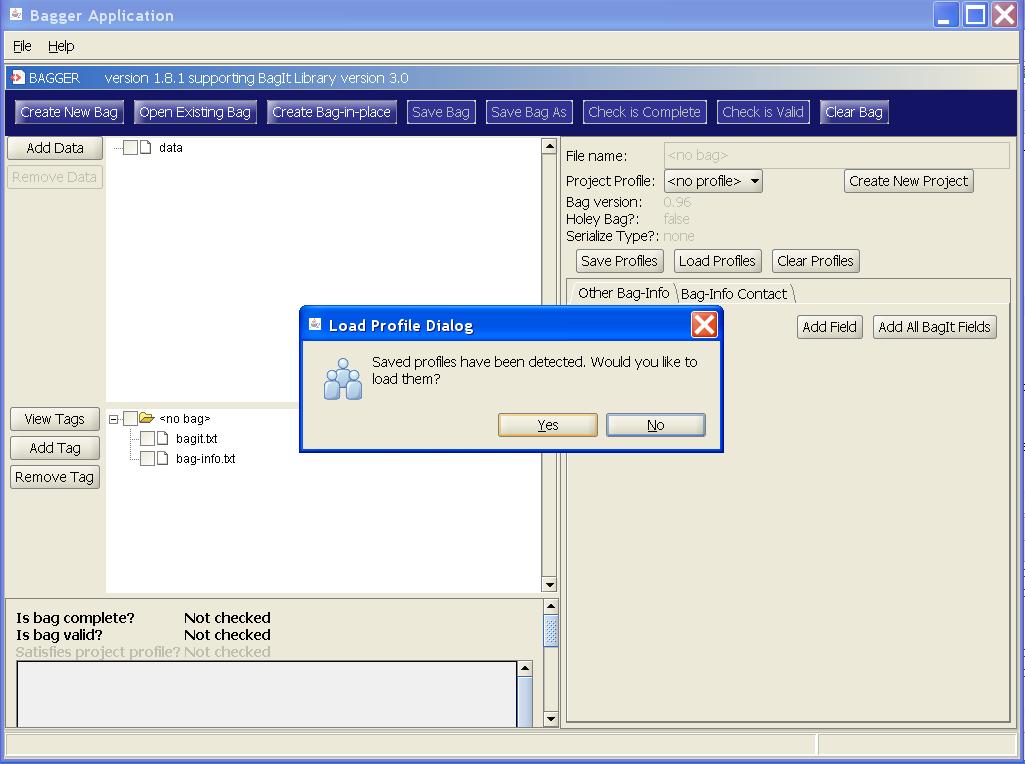 Bagger Application
File Help
BAGGER version 1.8.1 supporting BagIt Library version 3.0
Create New Bag Open Existing Bag Create Bag-in-place Save Bag Save Bag As Check is Complete Check is Valid Clear Bag
Add Data
Remove Data
data
File name: <no bag>
Project Profile: <no profile> Create New Project
Bag version: 0.96
Holey Bag?: false
Serialize Type?: none
Save Profiles Load Profiles Clear Profiles
Other Bag-Info Bag-Info Contact
Add Field Add All BagIt Fields
Load Profile Dialog
Saved profiles have been detected. Would you like to
load them?
Yes No
View Tags
Add Tag
Remove Tag
<no bag>
bagit.txt
bag-info.txt
Is bag complete? Not checked
Is bag valid? Not checked
Satisfies project profile? Not checked